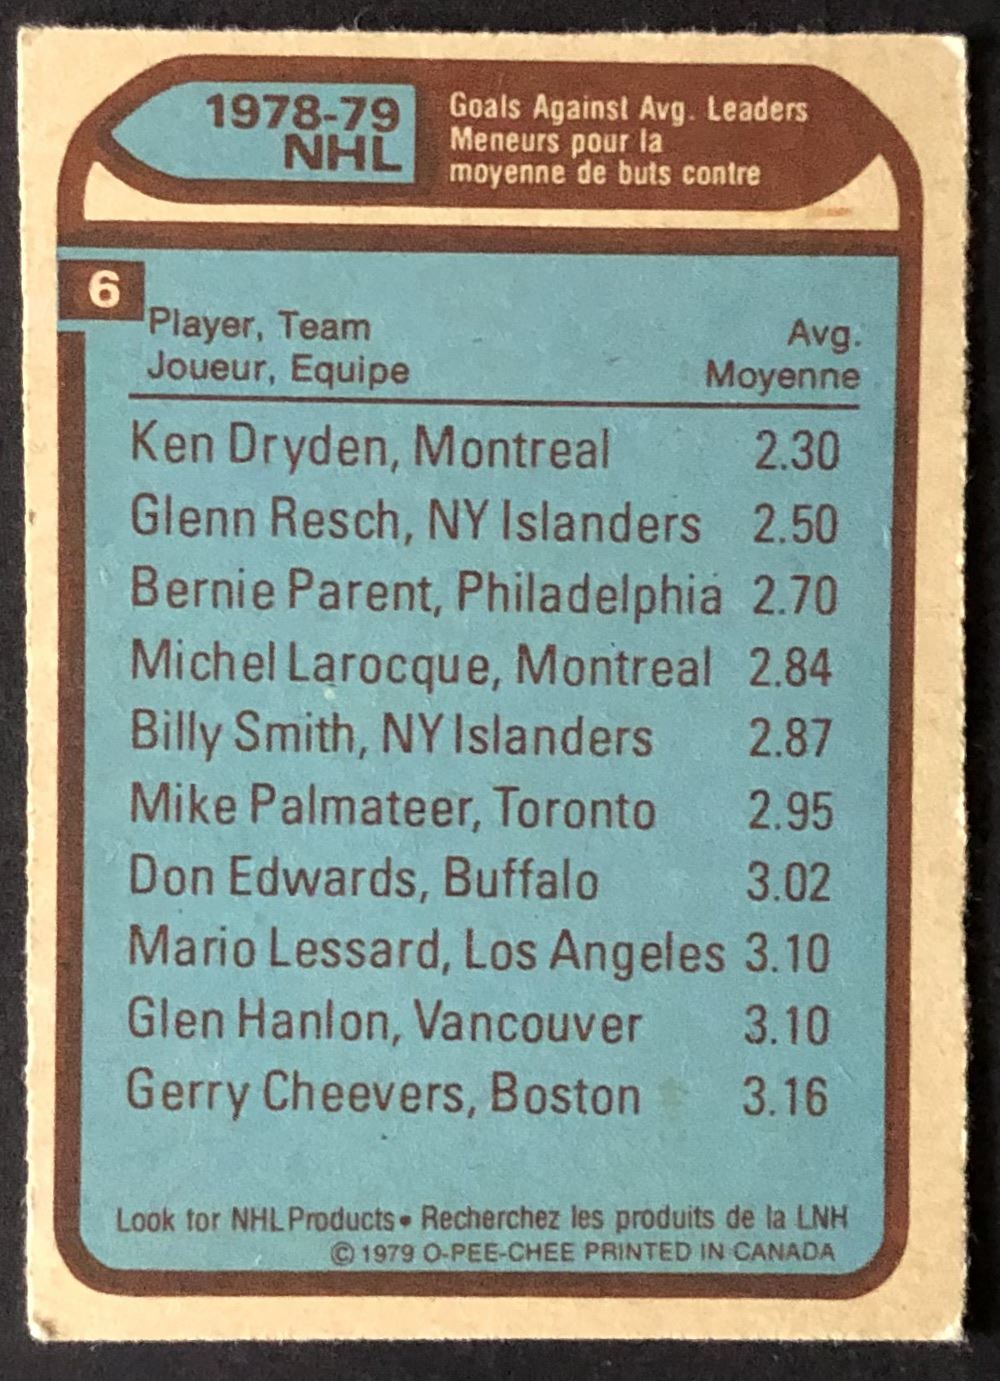 1978-79
NHL
Goals Against Avg. Leaders
Meneurs pour la
moyenne de buts contre
6
Player, Team Avg.
Joueur, Equipe Moyenne
Ken Dryden, Montreal 2.30
Glenn Resch, NY Islanders 2.50
Bernie Parent, Philadelphia 2.70
Michel Larocque, Montreal 2.84
Billy Smith, NY Islanders 2.87
Mike Palmateer, Toronto 2.95
Don Edwards, Buffalo 3.02
Mario Lessard, Los Angeles 3.10
Glen Hanlon, Vancouver 3.10
Gerry Cheevers, Boston 3.16
Look for NHL Products • Recherchez les produits de la LNH
© 1979 O-PEE-CHEE PRINTED IN CANADA